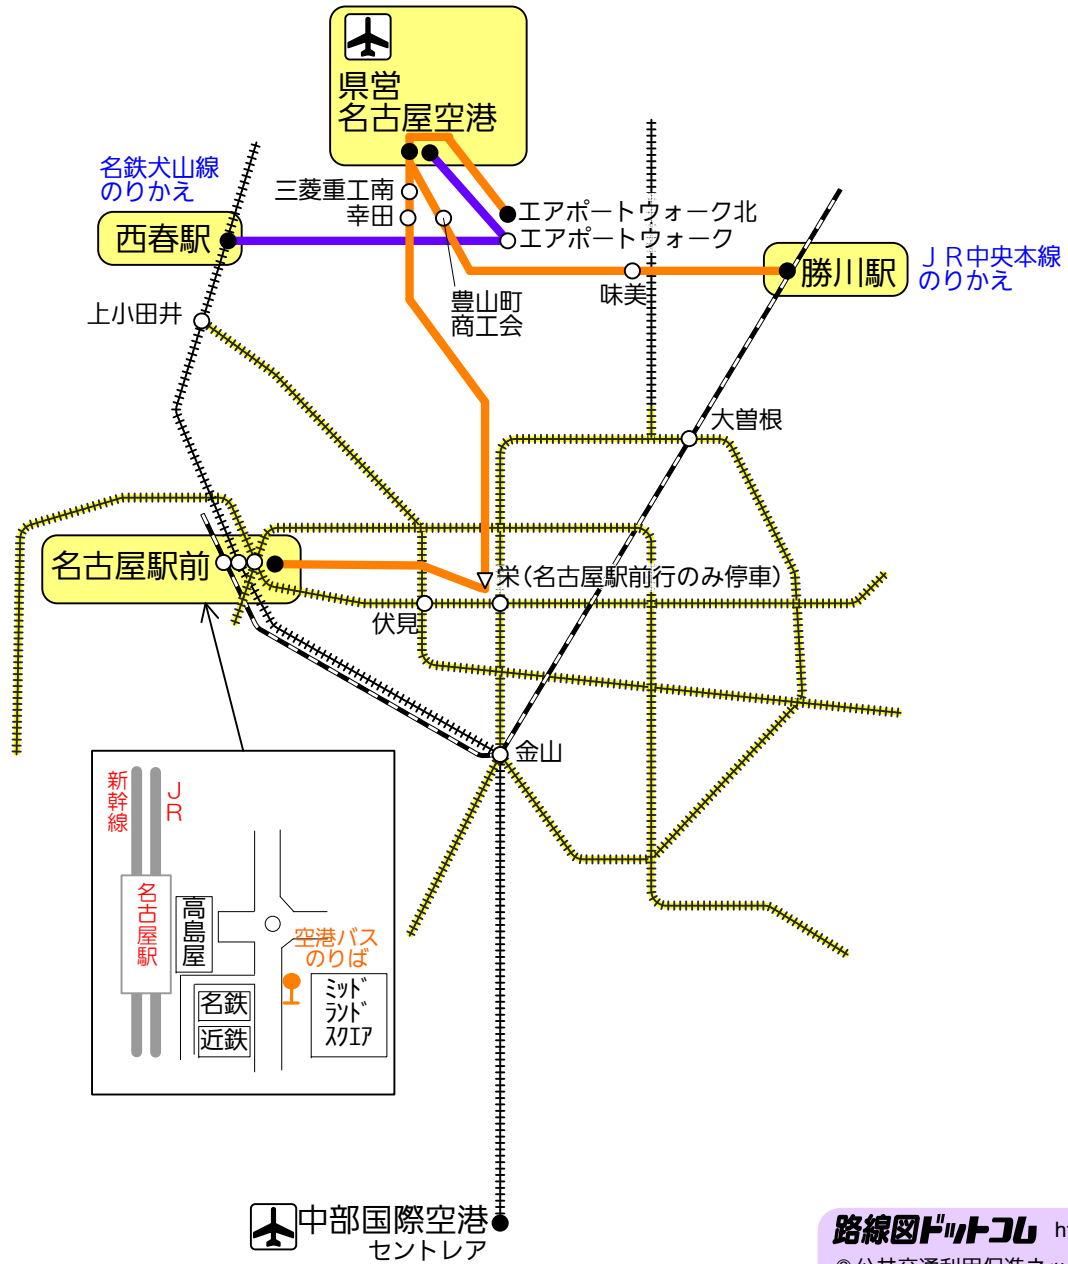 県営
名古屋空港
名鉄犬山線
のりかえ
西春駅
三菱重工南
幸田
エアポートウォーク北
エアポートウォーク
勝川駅
ＪＲ中央本線
のりかえ
味美
豊山町
商工会
上小田井
大曽根
名古屋駅前
栄(名古屋駅前行のみ停車)
伏見
金山
新幹線
ＪＲ
名古屋駅
高島屋
空港バス
のりば
名鉄
近鉄
ﾐｯﾄﾞ
ﾗﾝﾄﾞ
ｽｸｴｱ
中部国際空港
セントレア
路線図ドットコム